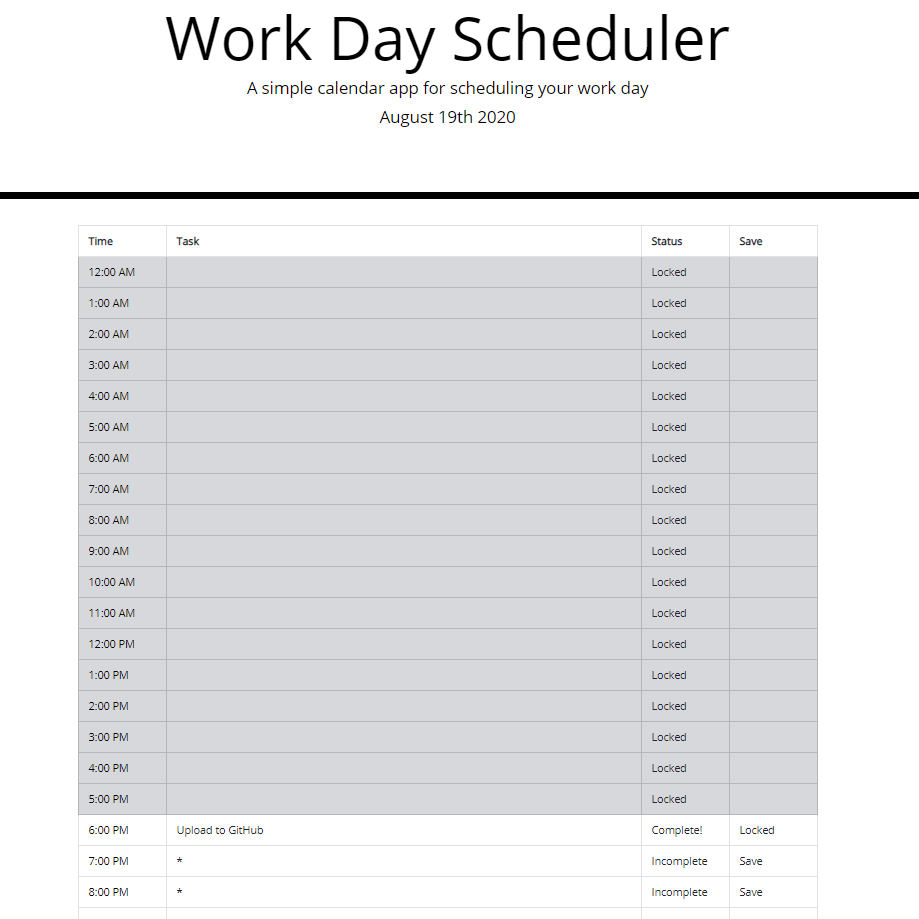 Work Day Scheduler
A simple calendar app for scheduling your work day
August 19th 2020
Time Task Status Save
12:00 AM Locked
1:00 AM Locked
2:00 AM Locked
3:00 AM Locked
4:00 AM Locked
5:00 AM Locked
6:00 AM Locked
7:00 AM Locked
8:00 AM Locked
9:00 AM Locked
10:00 AM Locked
11:00 AM Locked
12:00 PM Locked
1:00 PM Locked
2:00 PM Locked
3:00 PM Locked
4:00 PM Locked
5:00 PM Locked
6:00 PM Upload to GitHub Complete! Locked
7:00 PM * Incomplete Save
8:00 PM * Incomplete Save